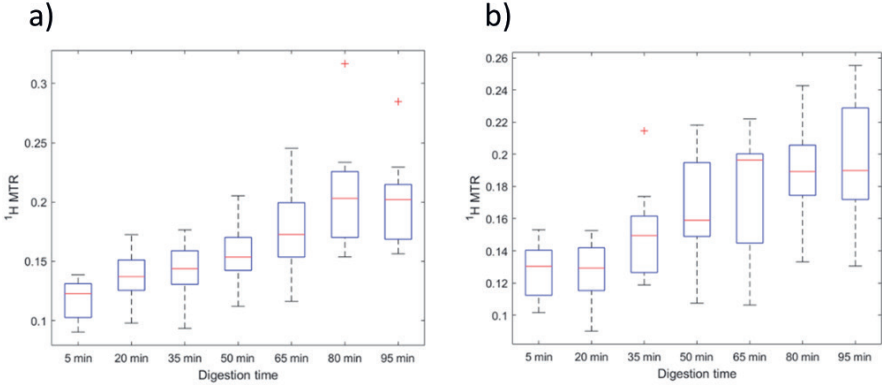 a)
0.3
0.25
0.2
0.15
0.1
¹H MTR
5 min 20 min 35 min 50 min 65 min 80 min 95 min
Digestion time
b)
0.26
0.24
0.22
0.2
0.18
0.16
0.14
0.12
0.1
¹H MTR
5 min 20 min 35 min 50 min 65 min 80 min 95 min
Digestion time